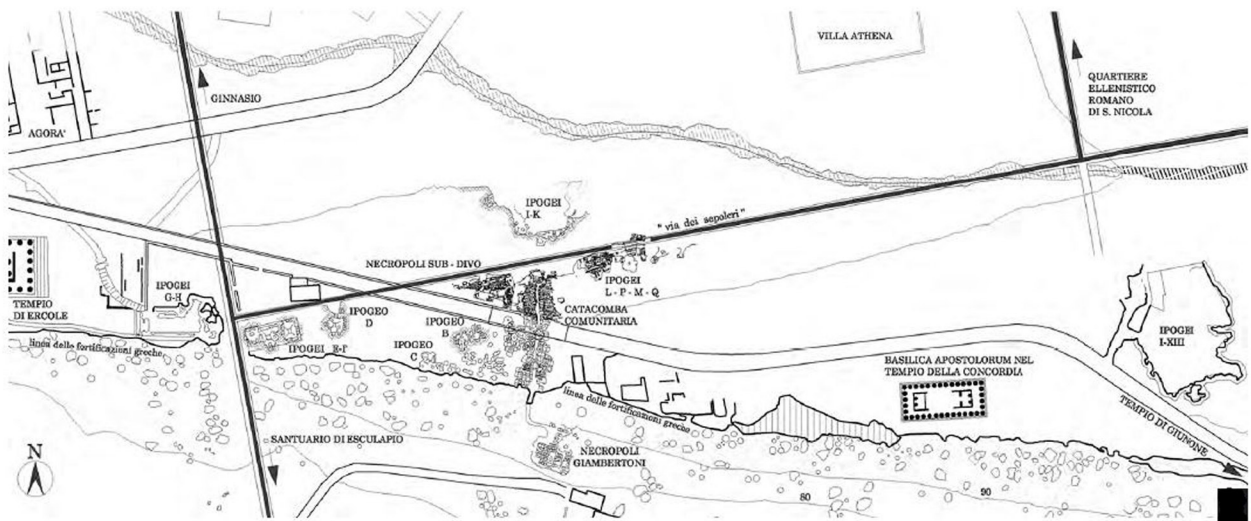 VILLA ATHENA
QUARTIERE
ELLENISTICO
ROMANO
DI S. NICOLA
GINNASIO
AGORA'
IPOGEI
I-K
"via dei sepolcri"
NECROPOLI SUB - DIVO
IPOGEI
L - P - M - Q
CATACOMBA
COMUNITARIA
IPOGEI
G-H
TEMPIO
DI ERCOLE
linea delle fortificazioni greche
IPOGEO
D
IPOGEO
B
IPOGEO
C
IPOGEI E-F
IPOGEI
I-XIII
BASILICA APOSTOLORUM NEL
TEMPIO DELLA CONCORDIA
TEMPIO DI GIUNONE
linea delle fortificazioni greche
SANTUARIO DI ESCULAPIO
NECROPOLI
GIAMBERTONI
N
80
90